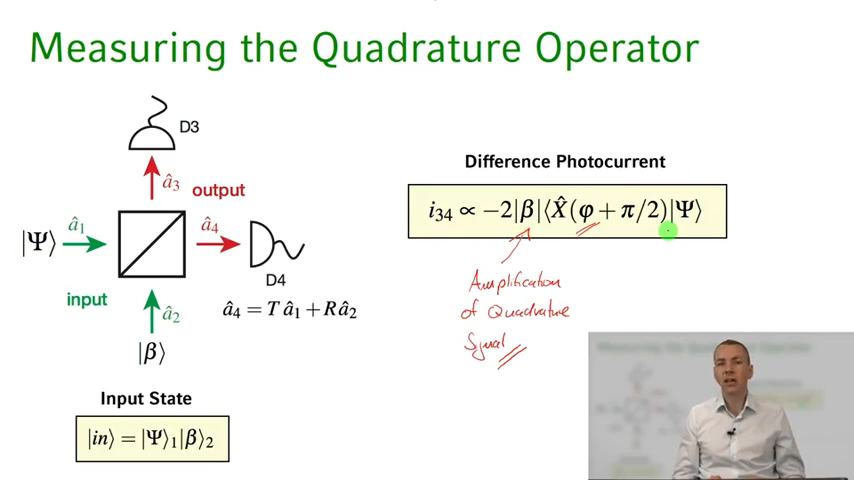 Measuring the Quadrature Operator
D3
â₃
output
|Ψ⟩
â₁
â₄
input
â₂
D4
â₄ = T â₁ + R â₂
|β⟩
Input State
|in⟩ = |Ψ⟩₁|β⟩₂
Difference Photocurrent
i₃₄ ∝ −2|β|⟨X̂(φ + π/2)|Ψ⟩
Amplification
of Quadrature
Signal